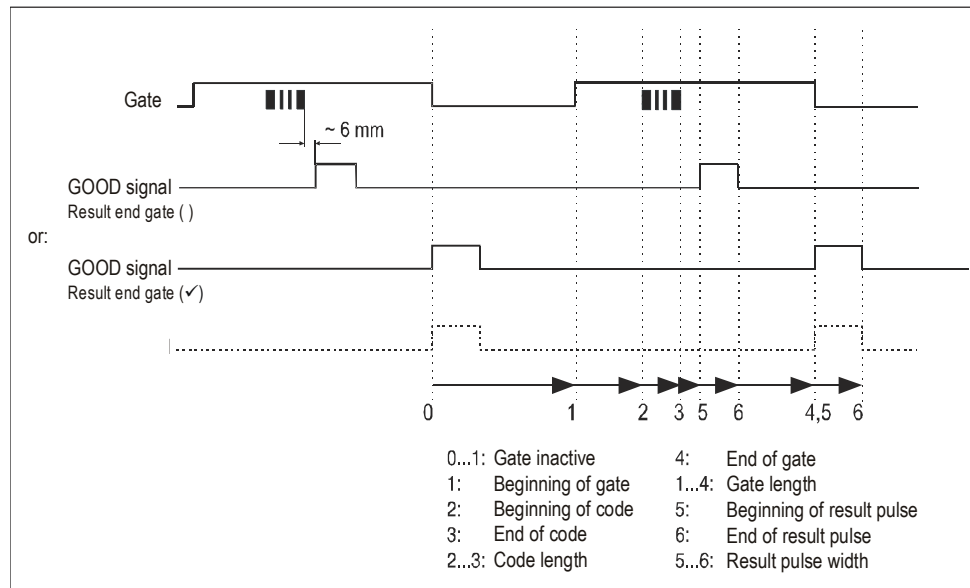 Gate
~ 6 mm
GOOD signal
Result end gate ( )
or:
GOOD signal
Result end gate (✓)
0 1 2 3 5 6 4,5 6
0...1: Gate inactive
1: Beginning of gate
2: Beginning of code
3: End of code
2...3: Code length
4: End of gate
1...4: Gate length
5: Beginning of result pulse
6: End of result pulse
5...6: Result pulse width